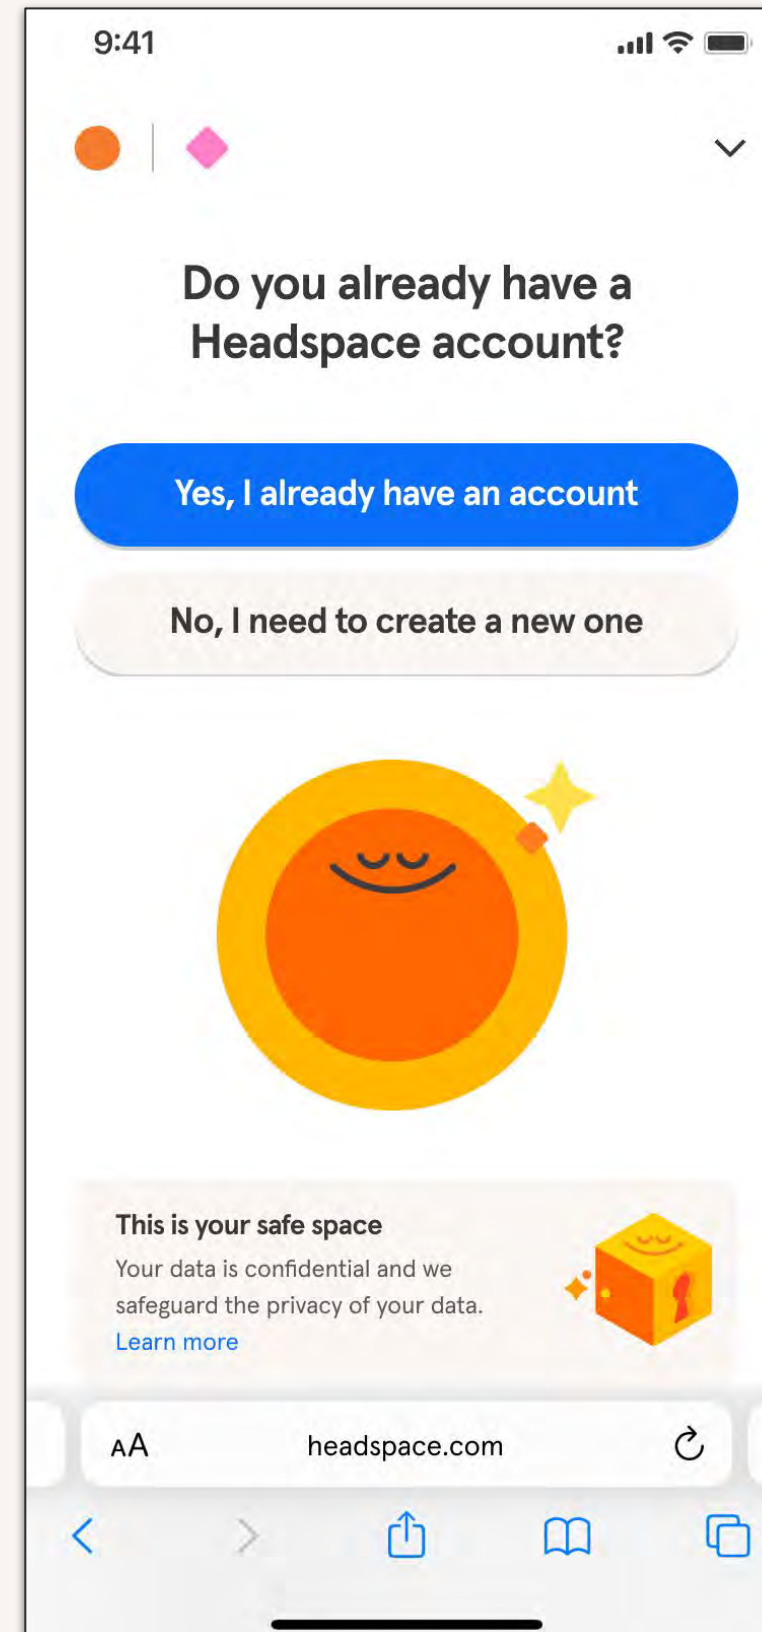 9:41
Do you already have a
Headspace account?
Yes, I already have an account
No, I need to create a new one
This is your safe space
Your data is confidential and we
safeguard the privacy of your data.
Learn more
AA
headspace.com